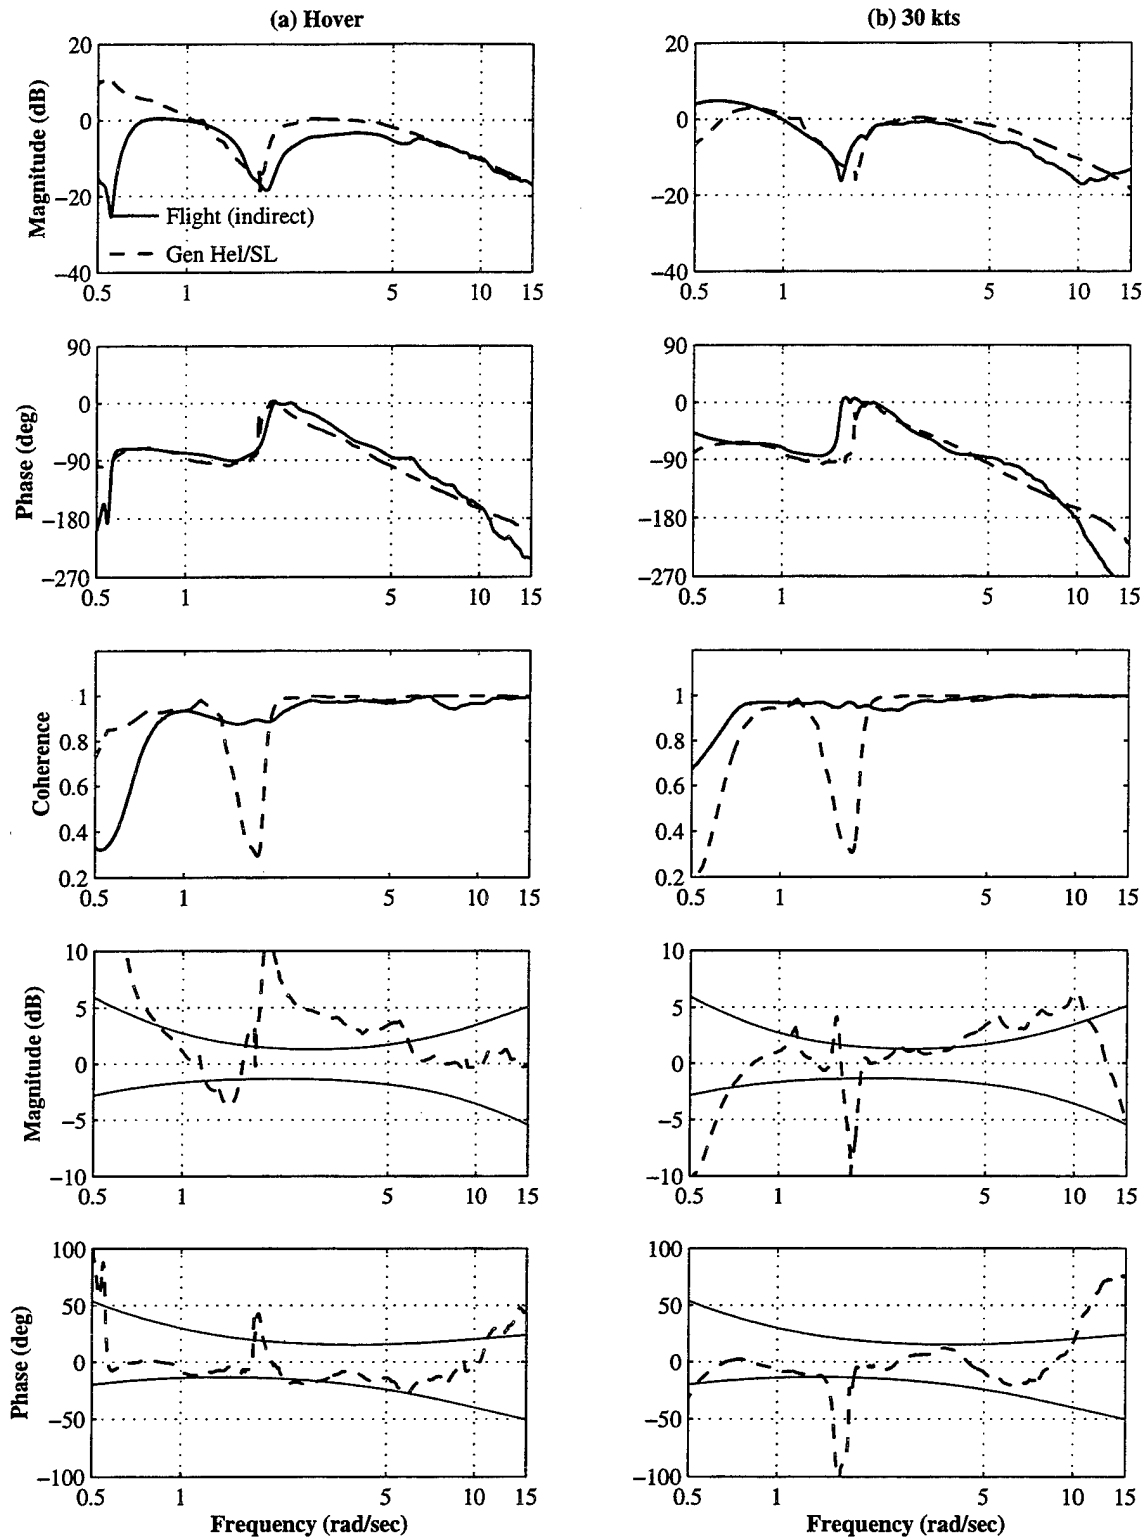 (a) Hover
(b) 30 kts
Magnitude (dB)
20
0
−20
−40
Flight (indirect)
Gen Hel/SL
0.5 1 5 10 15
20
0
−20
−40
0.5 1 5 10 15
Phase (deg)
90
0
−90
−180
−270
0.5 1 5 10 15
90
0
−90
−180
−270
0.5 1 5 10 15
Coherence
1
0.8
0.6
0.4
0.2
0.5 1 5 10 15
1
0.8
0.6
0.4
0.2
0.5 1 5 10 15
Magnitude (dB)
10
5
0
−5
−10
0.5 1 5 10 15
10
5
0
−5
−10
0.5 1 5 10 15
Phase (deg)
100
50
0
−50
−100
0.5 1 5 10 15
Frequency (rad/sec)
100
50
0
−50
−100
0.5 1 5 10 15
Frequency (rad/sec)